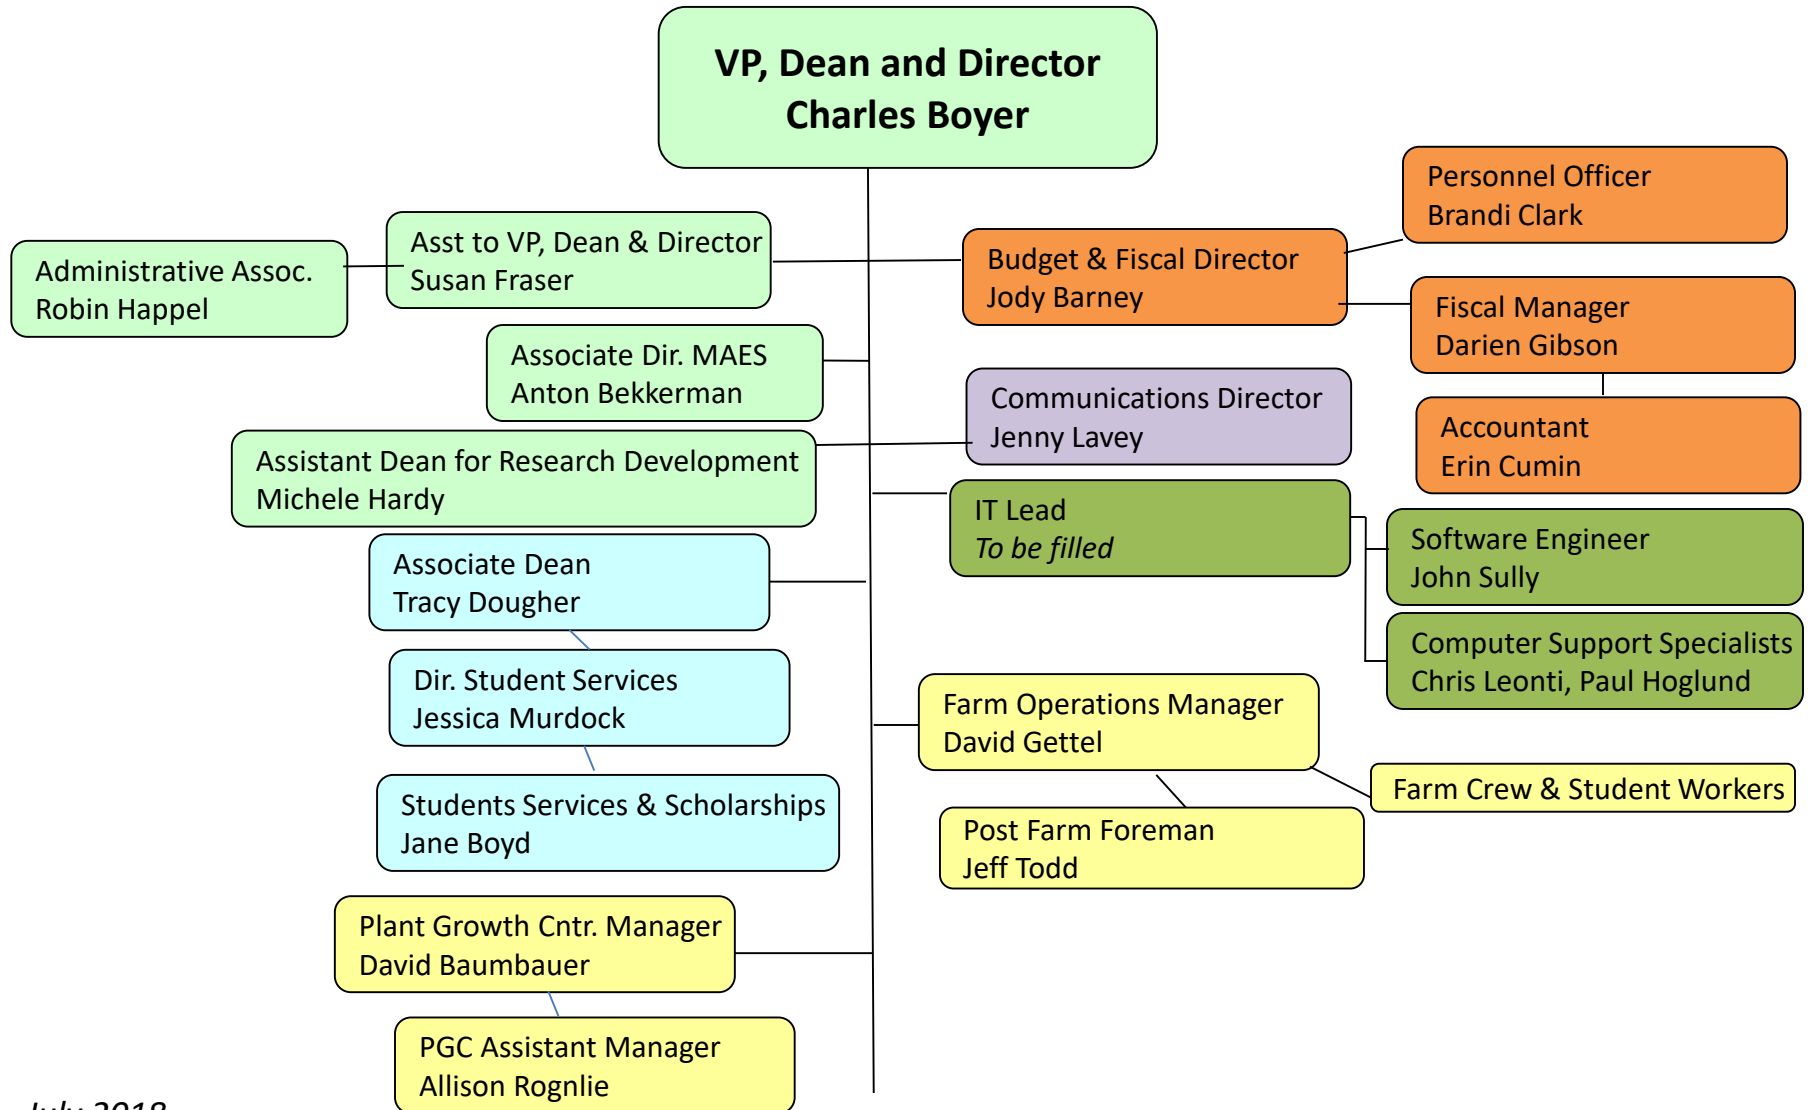 VP, Dean and Director
Charles Boyer
Personnel Officer
Brandi Clark
Asst to VP, Dean & Director
Susan Fraser
Administrative Assoc.
Robin Happel
Budget & Fiscal Director
Jody Barney
Fiscal Manager
Darien Gibson
Associate Dir. MAES
Anton Bekkerman
Communications Director
Jenny Lavey
Accountant
Erin Cumin
Assistant Dean for Research Development
Michele Hardy
IT Lead
To be filled
Software Engineer
John Sully
Associate Dean
Tracy Dougher
Computer Support Specialists
Chris Leonti, Paul Hoglund
Dir. Student Services
Jessica Murdock
Farm Operations Manager
David Gettel
Farm Crew & Student Workers
Students Services & Scholarships
Jane Boyd
Post Farm Foreman
Jeff Todd
Plant Growth Cntr. Manager
David Baumbauer
PGC Assistant Manager
Allison Rognlie
July 2018